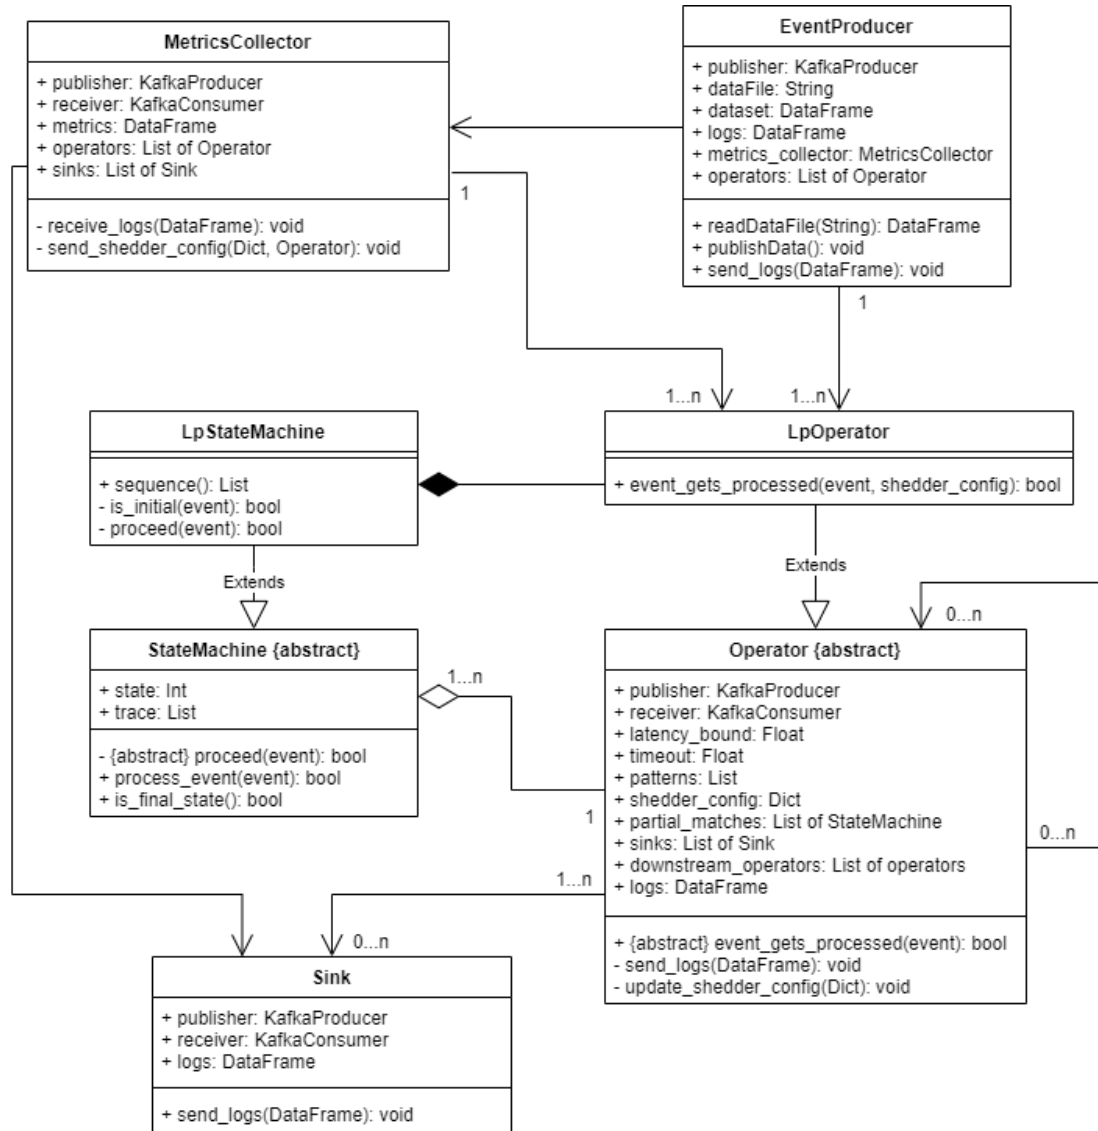 MetricsCollector
+ publisher: KafkaProducer
+ receiver: KafkaConsumer
+ metrics: DataFrame
+ operators: List of Operator
+ sinks: List of Sink
- receive_logs(DataFrame): void
- send_shedder_config(Dict, Operator): void
EventProducer
+ publisher: KafkaProducer
+ dataFile: String
+ dataset: DataFrame
+ logs: DataFrame
+ metrics_collector: MetricsCollector
+ operators: List of Operator
+ readDataFile(String): DataFrame
+ publishData(): void
+ send_logs(DataFrame): void
1
1
1...n
1...n
LpStateMachine
+ sequence(): List
- is_initial(event): bool
- proceed(event): bool
LpOperator
+ event_gets_processed(event, shedder_config): bool
Extends
Extends
0...n
StateMachine {abstract}
+ state: Int
+ trace: List
- {abstract} proceed(event): bool
+ process_event(event): bool
+ is_final_state(): bool
1...n
1
Operator {abstract}
+ publisher: KafkaProducer
+ receiver: KafkaConsumer
+ latency_bound: Float
+ timeout: Float
+ patterns: List
+ shedder_config: Dict
+ partial_matches: List of StateMachine
+ sinks: List of Sink
+ downstream_operators: List of operators
+ logs: DataFrame
+ {abstract} event_gets_processed(event): bool
- send_logs(DataFrame): void
- update_shedder_config(Dict): void
0...n
1...n
0...n
Sink
+ publisher: KafkaProducer
+ receiver: KafkaConsumer
+ logs: DataFrame
+ send_logs(DataFrame): void